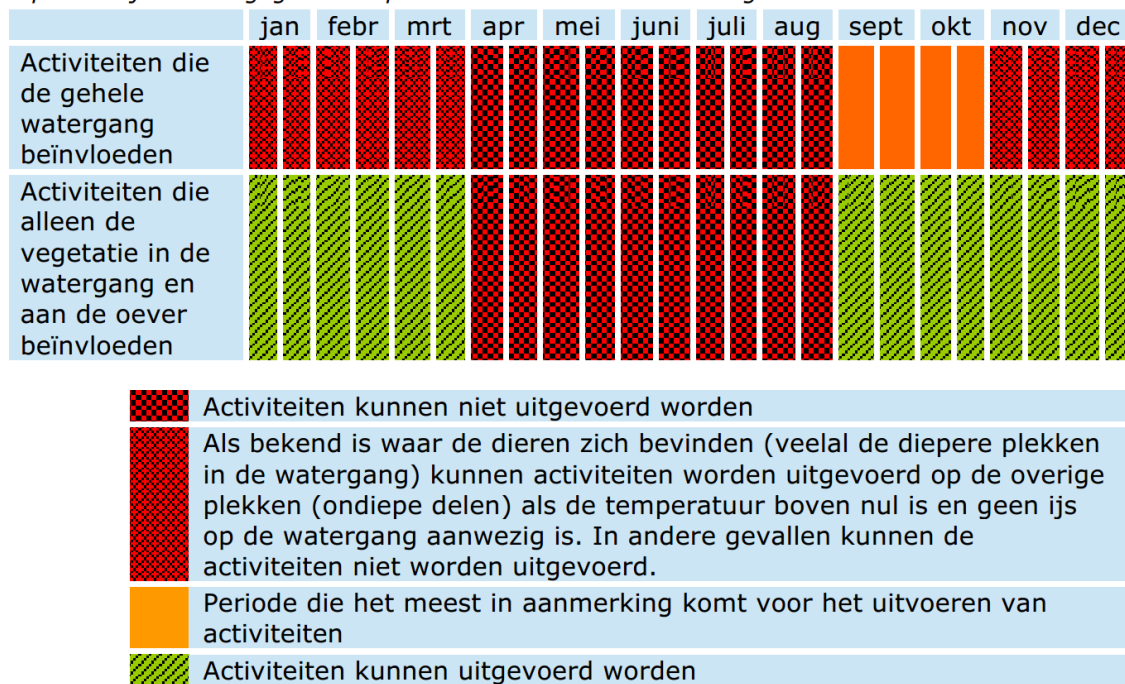 jan febr mrt apr mei juni juli aug sept okt nov dec
Activiteiten die
de gehele
watergang
beïnvloeden
Activiteiten die
alleen de
vegetatie in de
watergang en
aan de oever
beïnvloeden
Activiteiten kunnen niet uitgevoerd worden
Als bekend is waar de dieren zich bevinden (veelal de diepere plekken
in de watergang) kunnen activiteiten worden uitgevoerd op de overige
plekken (ondiepe delen) als de temperatuur boven nul is en geen ijs
op de watergang aanwezig is. In andere gevallen kunnen de
activiteiten niet worden uitgevoerd.
Periode die het meest in aanmerking komt voor het uitvoeren van
activiteiten
Activiteiten kunnen uitgevoerd worden